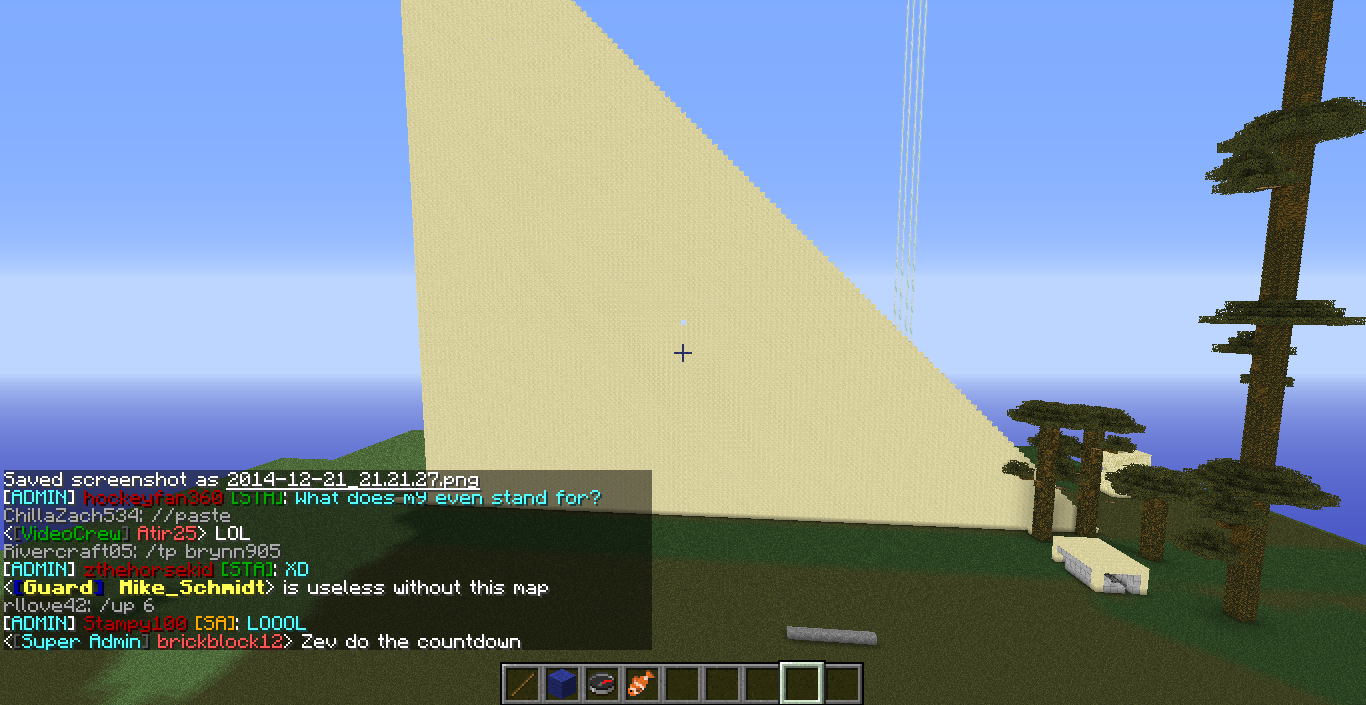 Saved screenshot as 2014-12-21_21.21.27.png
[ADMIN] hockeyfan360 [STA]: What does my even stand for?
ChillaZach534: //paste
<[VideoCrew] Atir25> LOL
Rivercraft05: /tp brynn905
[ADMIN] zthehorsekid [STA]: XD
<[Guard] Mike_Schmidt> is useless without this map
rllove42: /up 6
[ADMIN] Stampy100 [SA]: LOOOL
<[Super Admin] brickblock12> Zev do the countdown